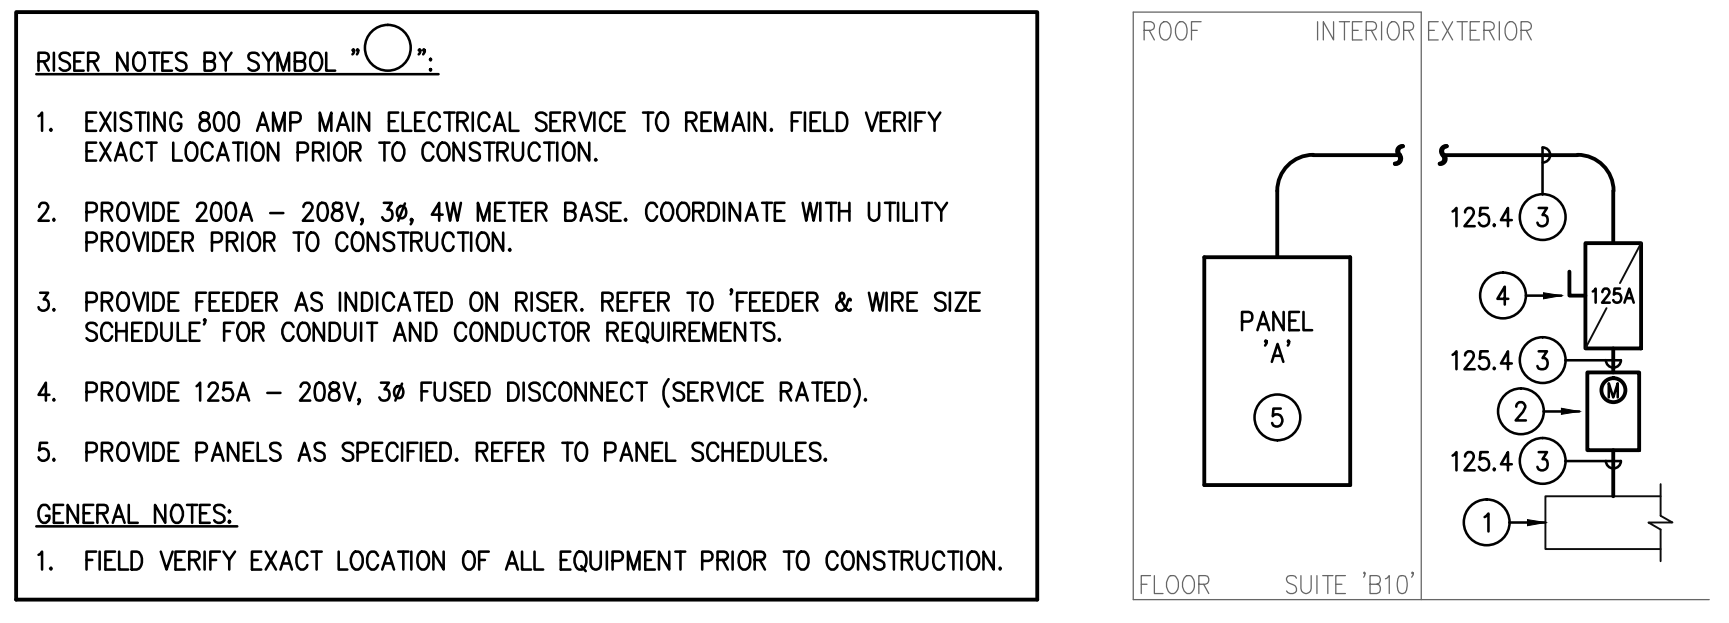 RISER NOTES BY SYMBOL "◯":
1. EXISTING 800 AMP MAIN ELECTRICAL SERVICE TO REMAIN. FIELD VERIFY
EXACT LOCATION PRIOR TO CONSTRUCTION.
2. PROVIDE 200A – 208V, 3ø, 4W METER BASE. COORDINATE WITH UTILITY
PROVIDER PRIOR TO CONSTRUCTION.
3. PROVIDE FEEDER AS INDICATED ON RISER. REFER TO 'FEEDER & WIRE SIZE
SCHEDULE' FOR CONDUIT AND CONDUCTOR REQUIREMENTS.
4. PROVIDE 125A – 208V, 3ø FUSED DISCONNECT (SERVICE RATED).
5. PROVIDE PANELS AS SPECIFIED. REFER TO PANEL SCHEDULES.
GENERAL NOTES:
1. FIELD VERIFY EXACT LOCATION OF ALL EQUIPMENT PRIOR TO CONSTRUCTION.
ROOF INTERIOR EXTERIOR
125.4 3
4 125A
PANEL
'A'
5
125.4 3
M
2
125.4 3
1
FLOOR SUITE 'B10'